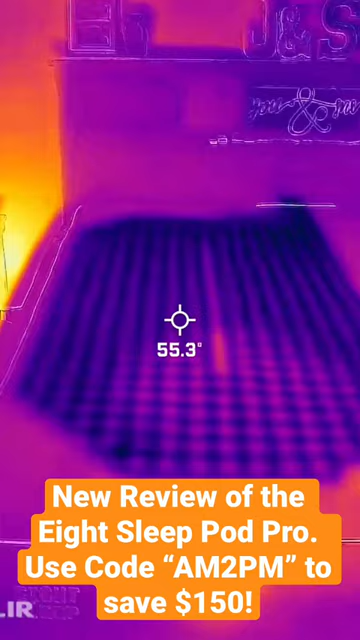 J&S
&
55.3°
New Review of the
Eight Sleep Pod Pro.
Use Code “AM2PM” to
save $150!